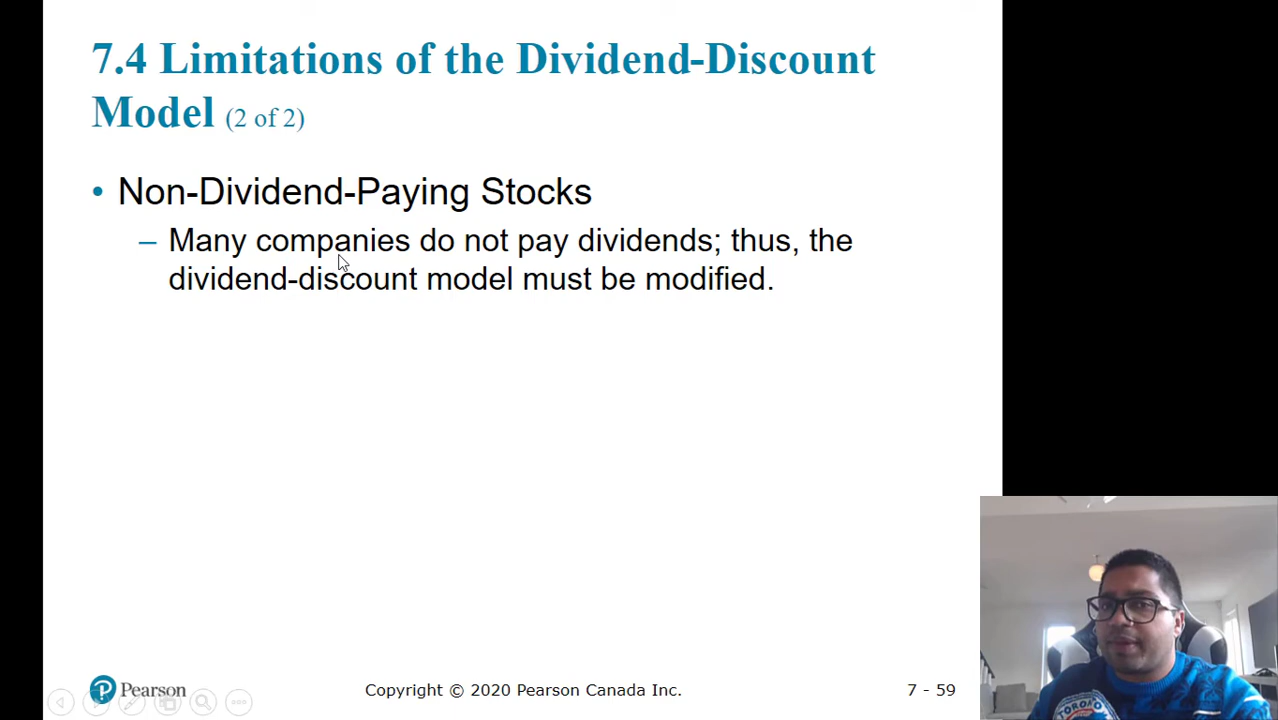 7.4 Limitations of the Dividend-Discount
Model (2 of 2)
• Non-Dividend-Paying Stocks
– Many companies do not pay dividends; thus, the
dividend-discount model must be modified.
Pearson
Copyright © 2020 Pearson Canada Inc.
7 - 59
TORO